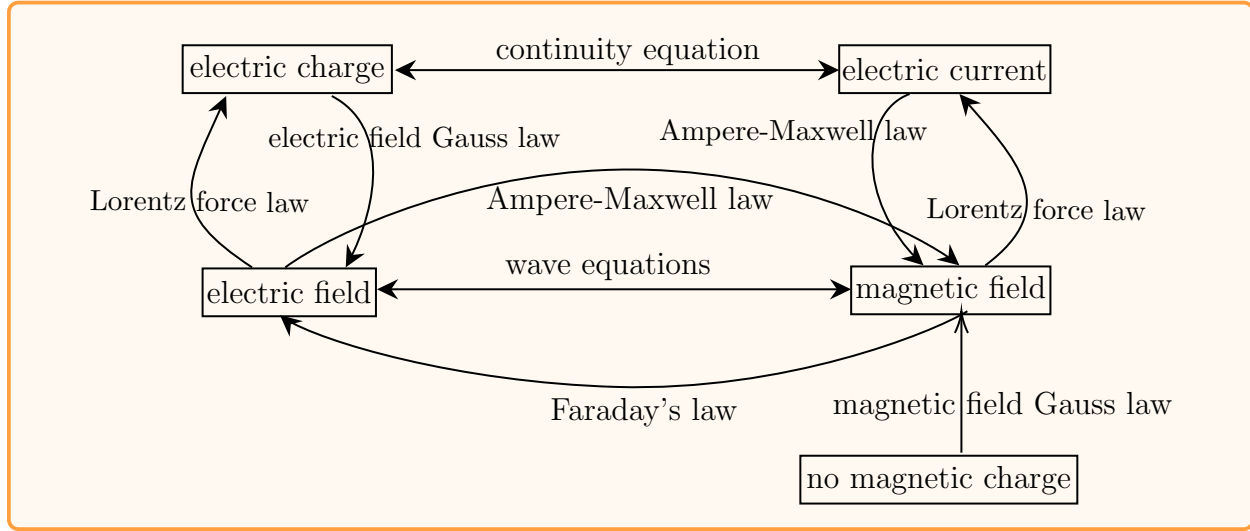 continuity equation
electric charge
electric current
Ampere-Maxwell law
electric field Gauss law
Ampere-Maxwell law
Lorentz force law
Lorentz force law
wave equations
electric field
magnetic field
Faraday's law
magnetic field Gauss law
no magnetic charge